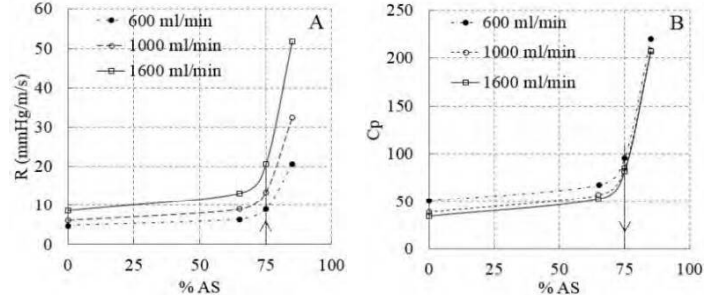 A
600 ml/min
1000 ml/min
1600 ml/min
R (mmHg/m/s)
60
50
40
30
20
10
0
0 25 50 75 100
% AS
B
600 ml/min
1000 ml/min
1600 ml/min
Cp
250
200
150
100
50
0
0 25 50 75 100
% AS